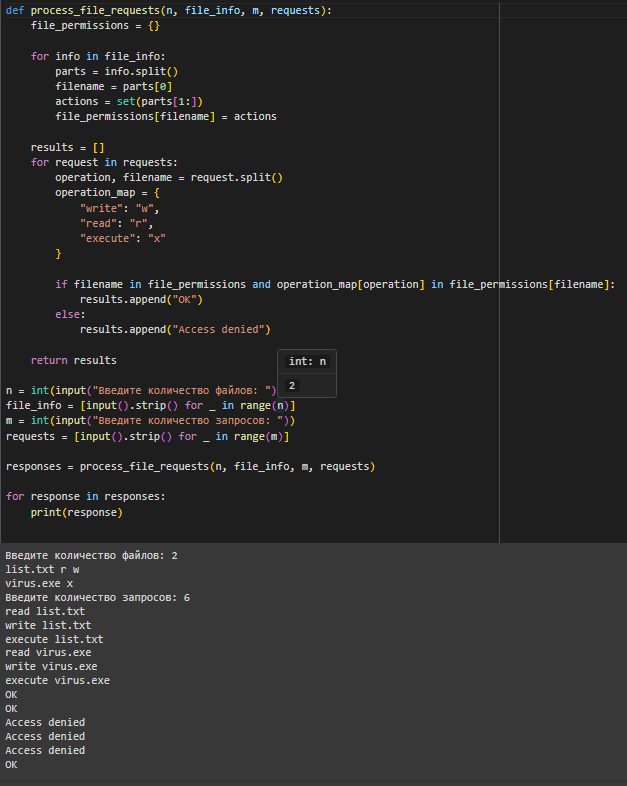 def process_file_requests(n, file_info, m, requests):
    file_permissions = {}

    for info in file_info:
        parts = info.split()
        filename = parts[0]
        actions = set(parts[1:])
        file_permissions[filename] = actions

    results = []
    for request in requests:
        operation, filename = request.split()
        operation_map = {
            "write": "w",
            "read": "r",
            "execute": "x"
        }

        if filename in file_permissions and operation_map[operation] in file_permissions[filename]:
            results.append("OK")
        else:
            results.append("Access denied")

    return results
int: n
2
n = int(input("Введите количество файлов: ")
file_info = [input().strip() for _ in range(n)]
m = int(input("Введите количество запросов: "))
requests = [input().strip() for _ in range(m)]

responses = process_file_requests(n, file_info, m, requests)

for response in responses:
    print(response)

Введите количество файлов: 2
list.txt r w
virus.exe x
Введите количество запросов: 6
read list.txt
write list.txt
execute list.txt
read virus.exe
write virus.exe
execute virus.exe
OK
OK
Access denied
Access denied
Access denied
OK